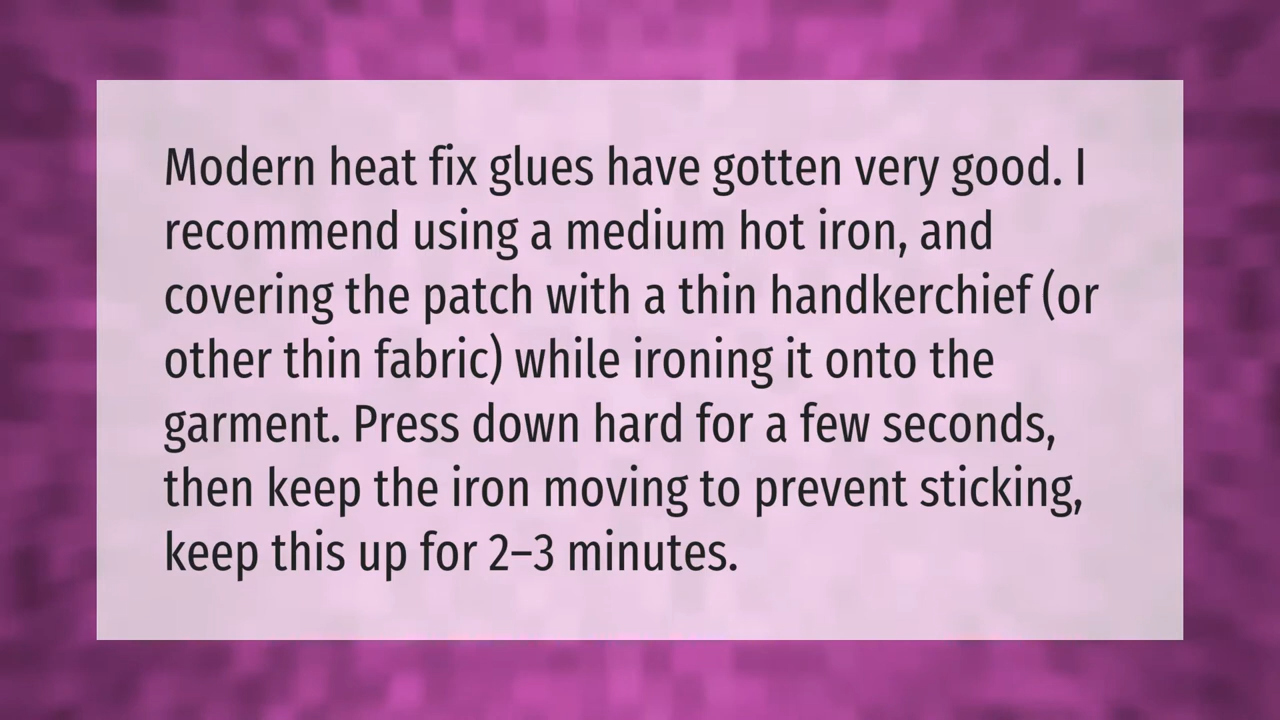 Modern heat fix glues have gotten very good. I
recommend using a medium hot iron, and
covering the patch with a thin handkerchief (or
other thin fabric) while ironing it onto the
garment. Press down hard for a few seconds,
then keep the iron moving to prevent sticking,
keep this up for 2–3 minutes.